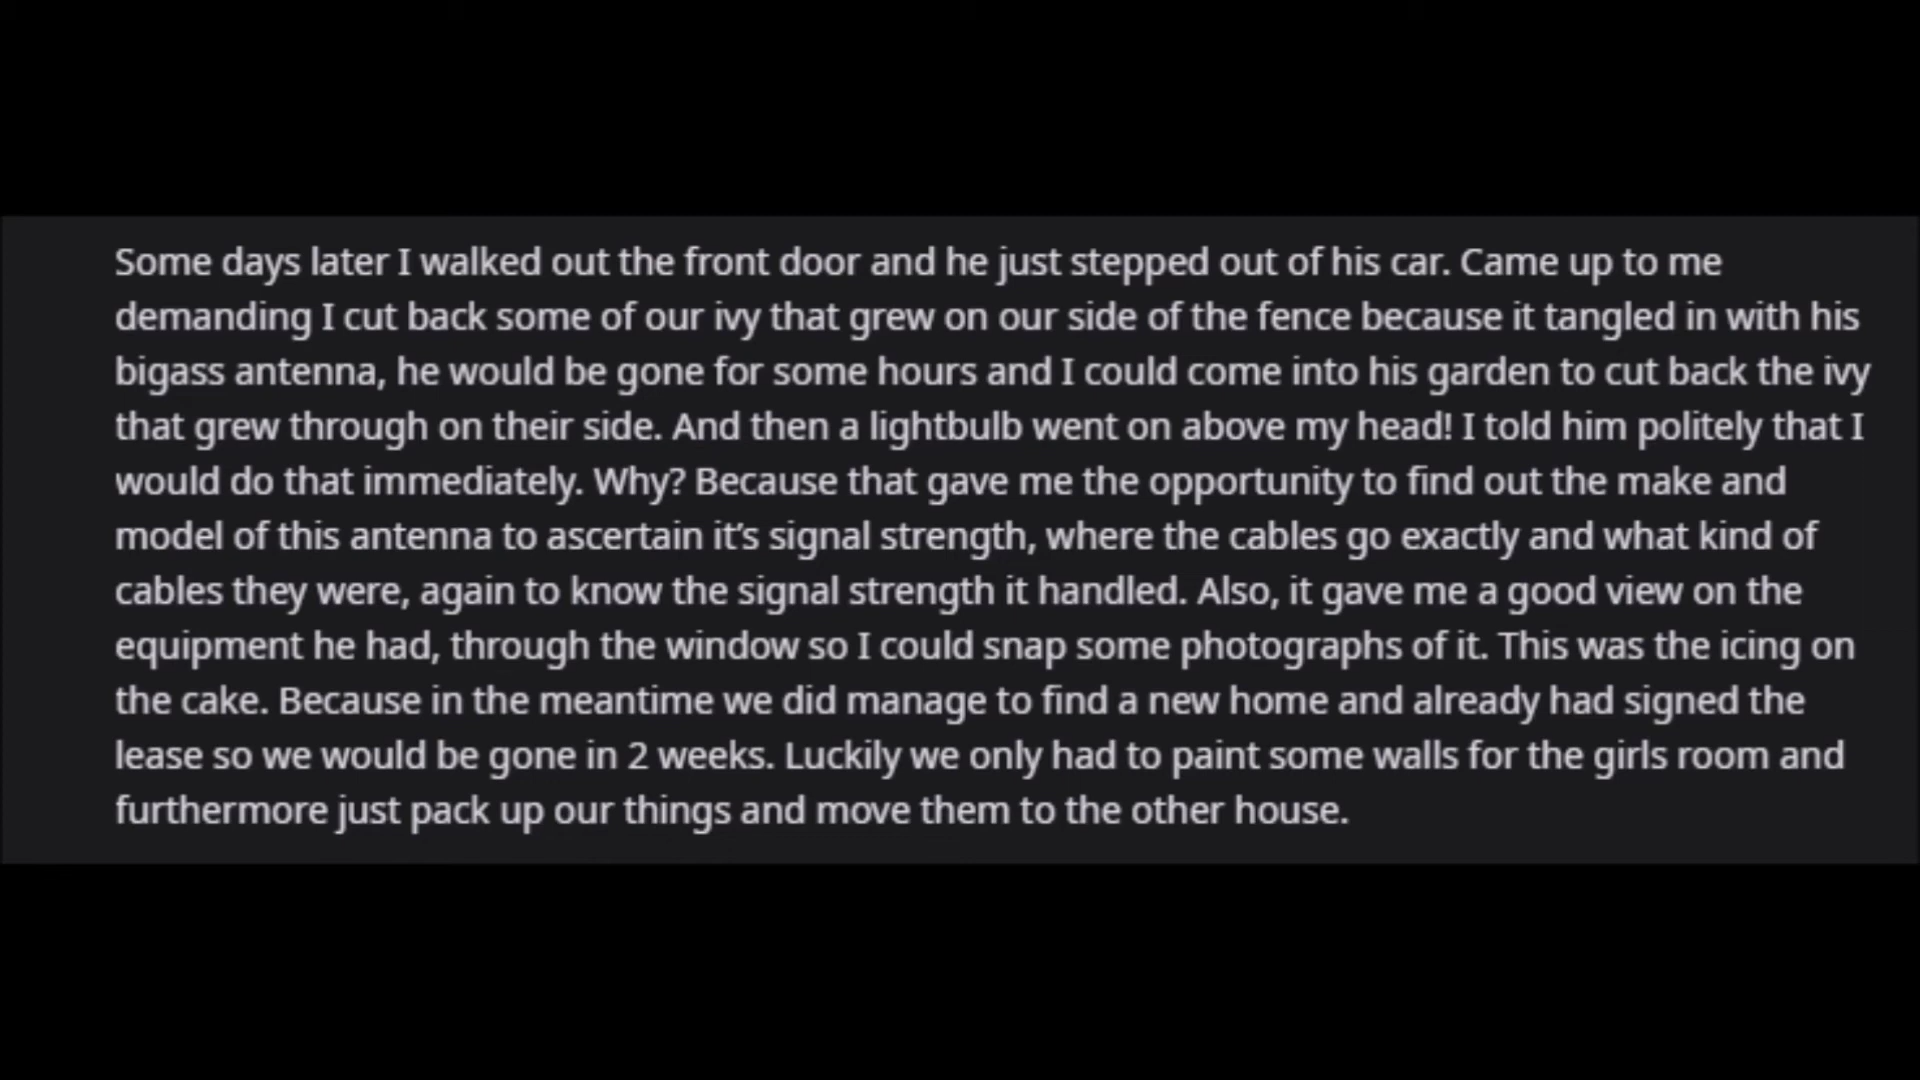 Some days later I walked out the front door and he just stepped out of his car. Came up to me
demanding I cut back some of our ivy that grew on our side of the fence because it tangled in with his
bigass antenna, he would be gone for some hours and I could come into his garden to cut back the ivy
that grew through on their side. And then a lightbulb went on above my head! I told him politely that I
would do that immediately. Why? Because that gave me the opportunity to find out the make and
model of this antenna to ascertain it’s signal strength, where the cables go exactly and what kind of
cables they were, again to know the signal strength it handled. Also, it gave me a good view on the
equipment he had, through the window so I could snap some photographs of it. This was the icing on
the cake. Because in the meantime we did manage to find a new home and already had signed the
lease so we would be gone in 2 weeks. Luckily we only had to paint some walls for the girls room and
furthermore just pack up our things and move them to the other house.